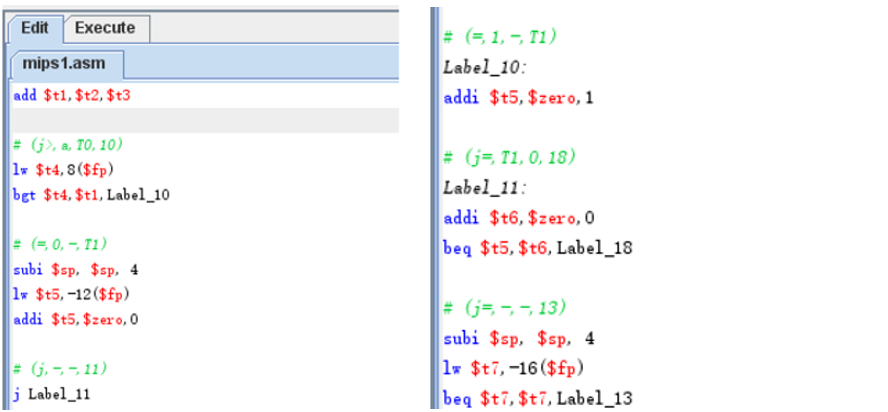 Edit Execute
mips1.asm
add $t1,$t2,$t3
# (j>, a, T0, 10)
lw $t4,8($fp)
bgt $t4,$t1,Label_10
# (=, 0, -, T1)
subi $sp, $sp, 4
lw $t5,-12($fp)
addi $t5,$zero,0
# (j, -, -, 11)
j Label_11
# (=, 1, -, T1)
Label_10:
addi $t5,$zero,1
# (j=, T1, 0, 18)
Label_11:
addi $t6,$zero,0
beq $t5,$t6,Label_18
# (j=, -, -, 13)
subi $sp, $sp, 4
lw $t7,-16($fp)
beq $t7,$t7,Label_13